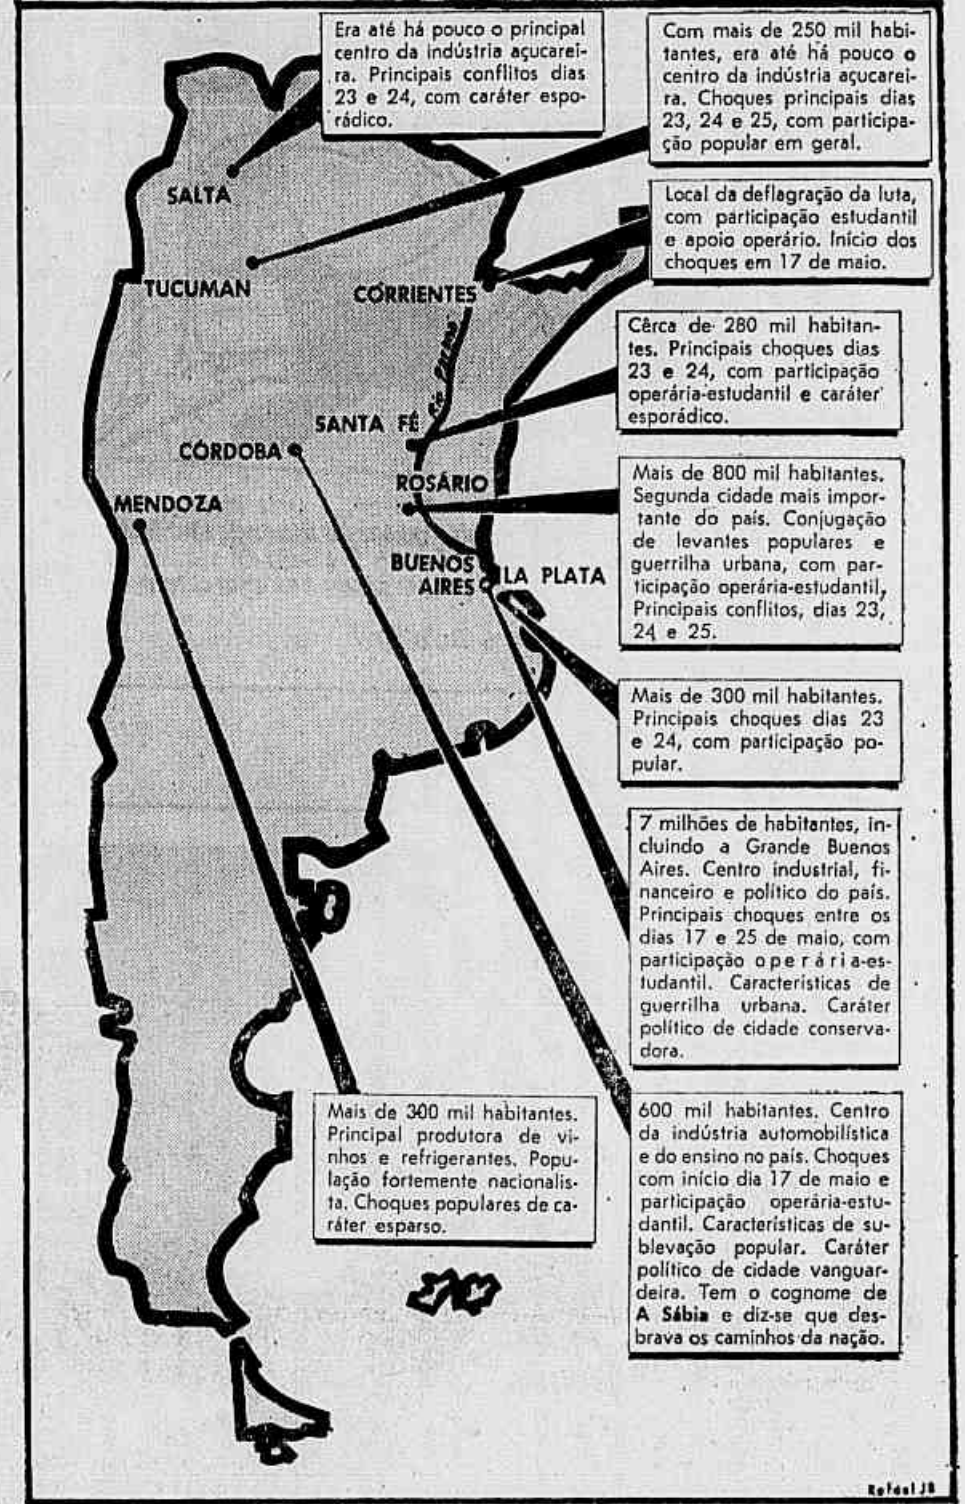 Era até há pouco o principal
centro da indústria açucarei-
ra. Principais conflitos dias
23 e 24, com caráter espo-
rádico.
Com mais de 250 mil habi-
tantes, era até há pouco o
centro da indústria açucarei-
ra. Choques principais dias
23, 24 e 25, com participa-
ção popular em geral.
SALTA
Local da deflagração da luta,
com participação estudantil
e apoio operário. Início dos
choques em 17 de maio.
TUCUMAN
CORRIENTES
Cêrca de 280 mil habitan-
tes. Principais choques dias
23 e 24, com participação
operária-estudantil e caráter
esporádico.
Rio Paraná
SANTA FÉ
CÓRDOBA
ROSÁRIO
MENDOZA
Mais de 800 mil habitantes.
Segunda cidade mais impor-
tante do país. Conjugação
de levantes populares e
guerrilha urbana, com par-
ticipação operária-estudantil,
Principais conflitos, dias 23,
24 e 25.
BUENOS
AIRES
LA PLATA
Mais de 300 mil habitantes.
Principais choques dias 23
e 24, com participação po-
pular.
7 milhões de habitantes, in-
cluindo a Grande Buenos
Aires. Centro industrial, fi-
nanceiro e político do país.
Principais choques entre os
dias 17 e 25 de maio, com
participação operária-es-
tudantil. Características de
guerrilha urbana. Caráter
político de cidade conserva-
dora.
Mais de 300 mil habitantes.
Principal produtora de vi-
nhos e refrigerantes. Popu-
lação fortemente nacionalis-
ta. Choques populares de ca-
ráter esparso.
600 mil habitantes. Centro
da indústria automobilística
e do ensino no país. Choques
com início dia 17 de maio e
participação operária-estu-
dantil. Características de su-
blevação popular. Caráter
político de cidade vanguar-
deira. Tem o cognome de
A Sábia e diz-se que des-
brava os caminhos da nação.
Rafael JB